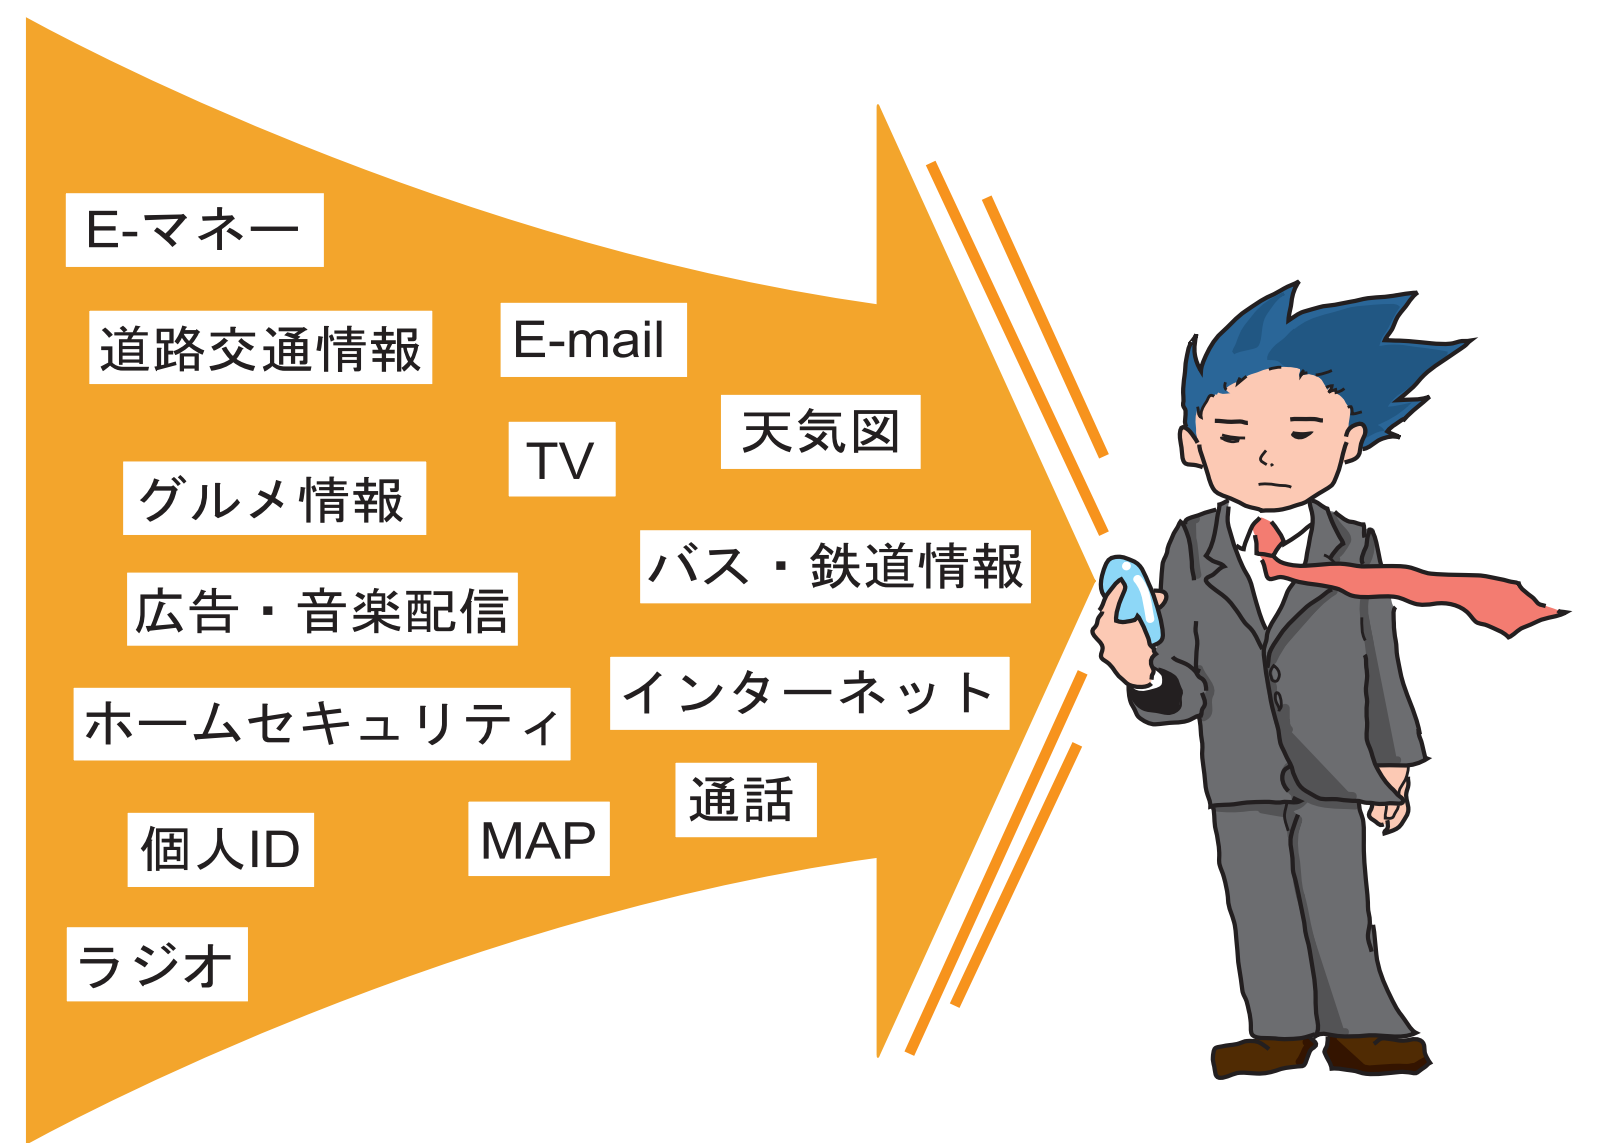 E-マネー
道路交通情報
E-mail
天気図
TV
グルメ情報
バス・鉄道情報
広告・音楽配信
インターネット
ホームセキュリティ
通話
個人ID
MAP
ラジオ